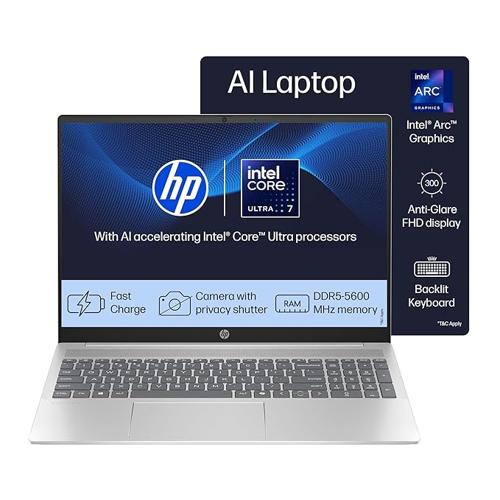 AI Laptop
intel
ARC
GRAPHICS
Intel® Arc™
Graphics
300
Anti-Glare
FHD display
Backlit
Keyboard
*T&C Apply
hp
intel
CORE
ULTRA 7
With AI accelerating Intel® Core™ Ultra processors
Fast
Charge
Camera with
privacy shutter
RAM
DDR5-5600
MHz memory
*T&C Apply
hp